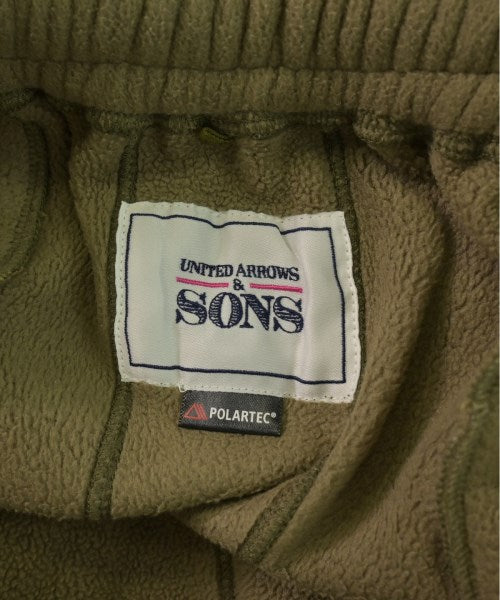 UNITED ARROWS
&
SONS
POLARTEC®